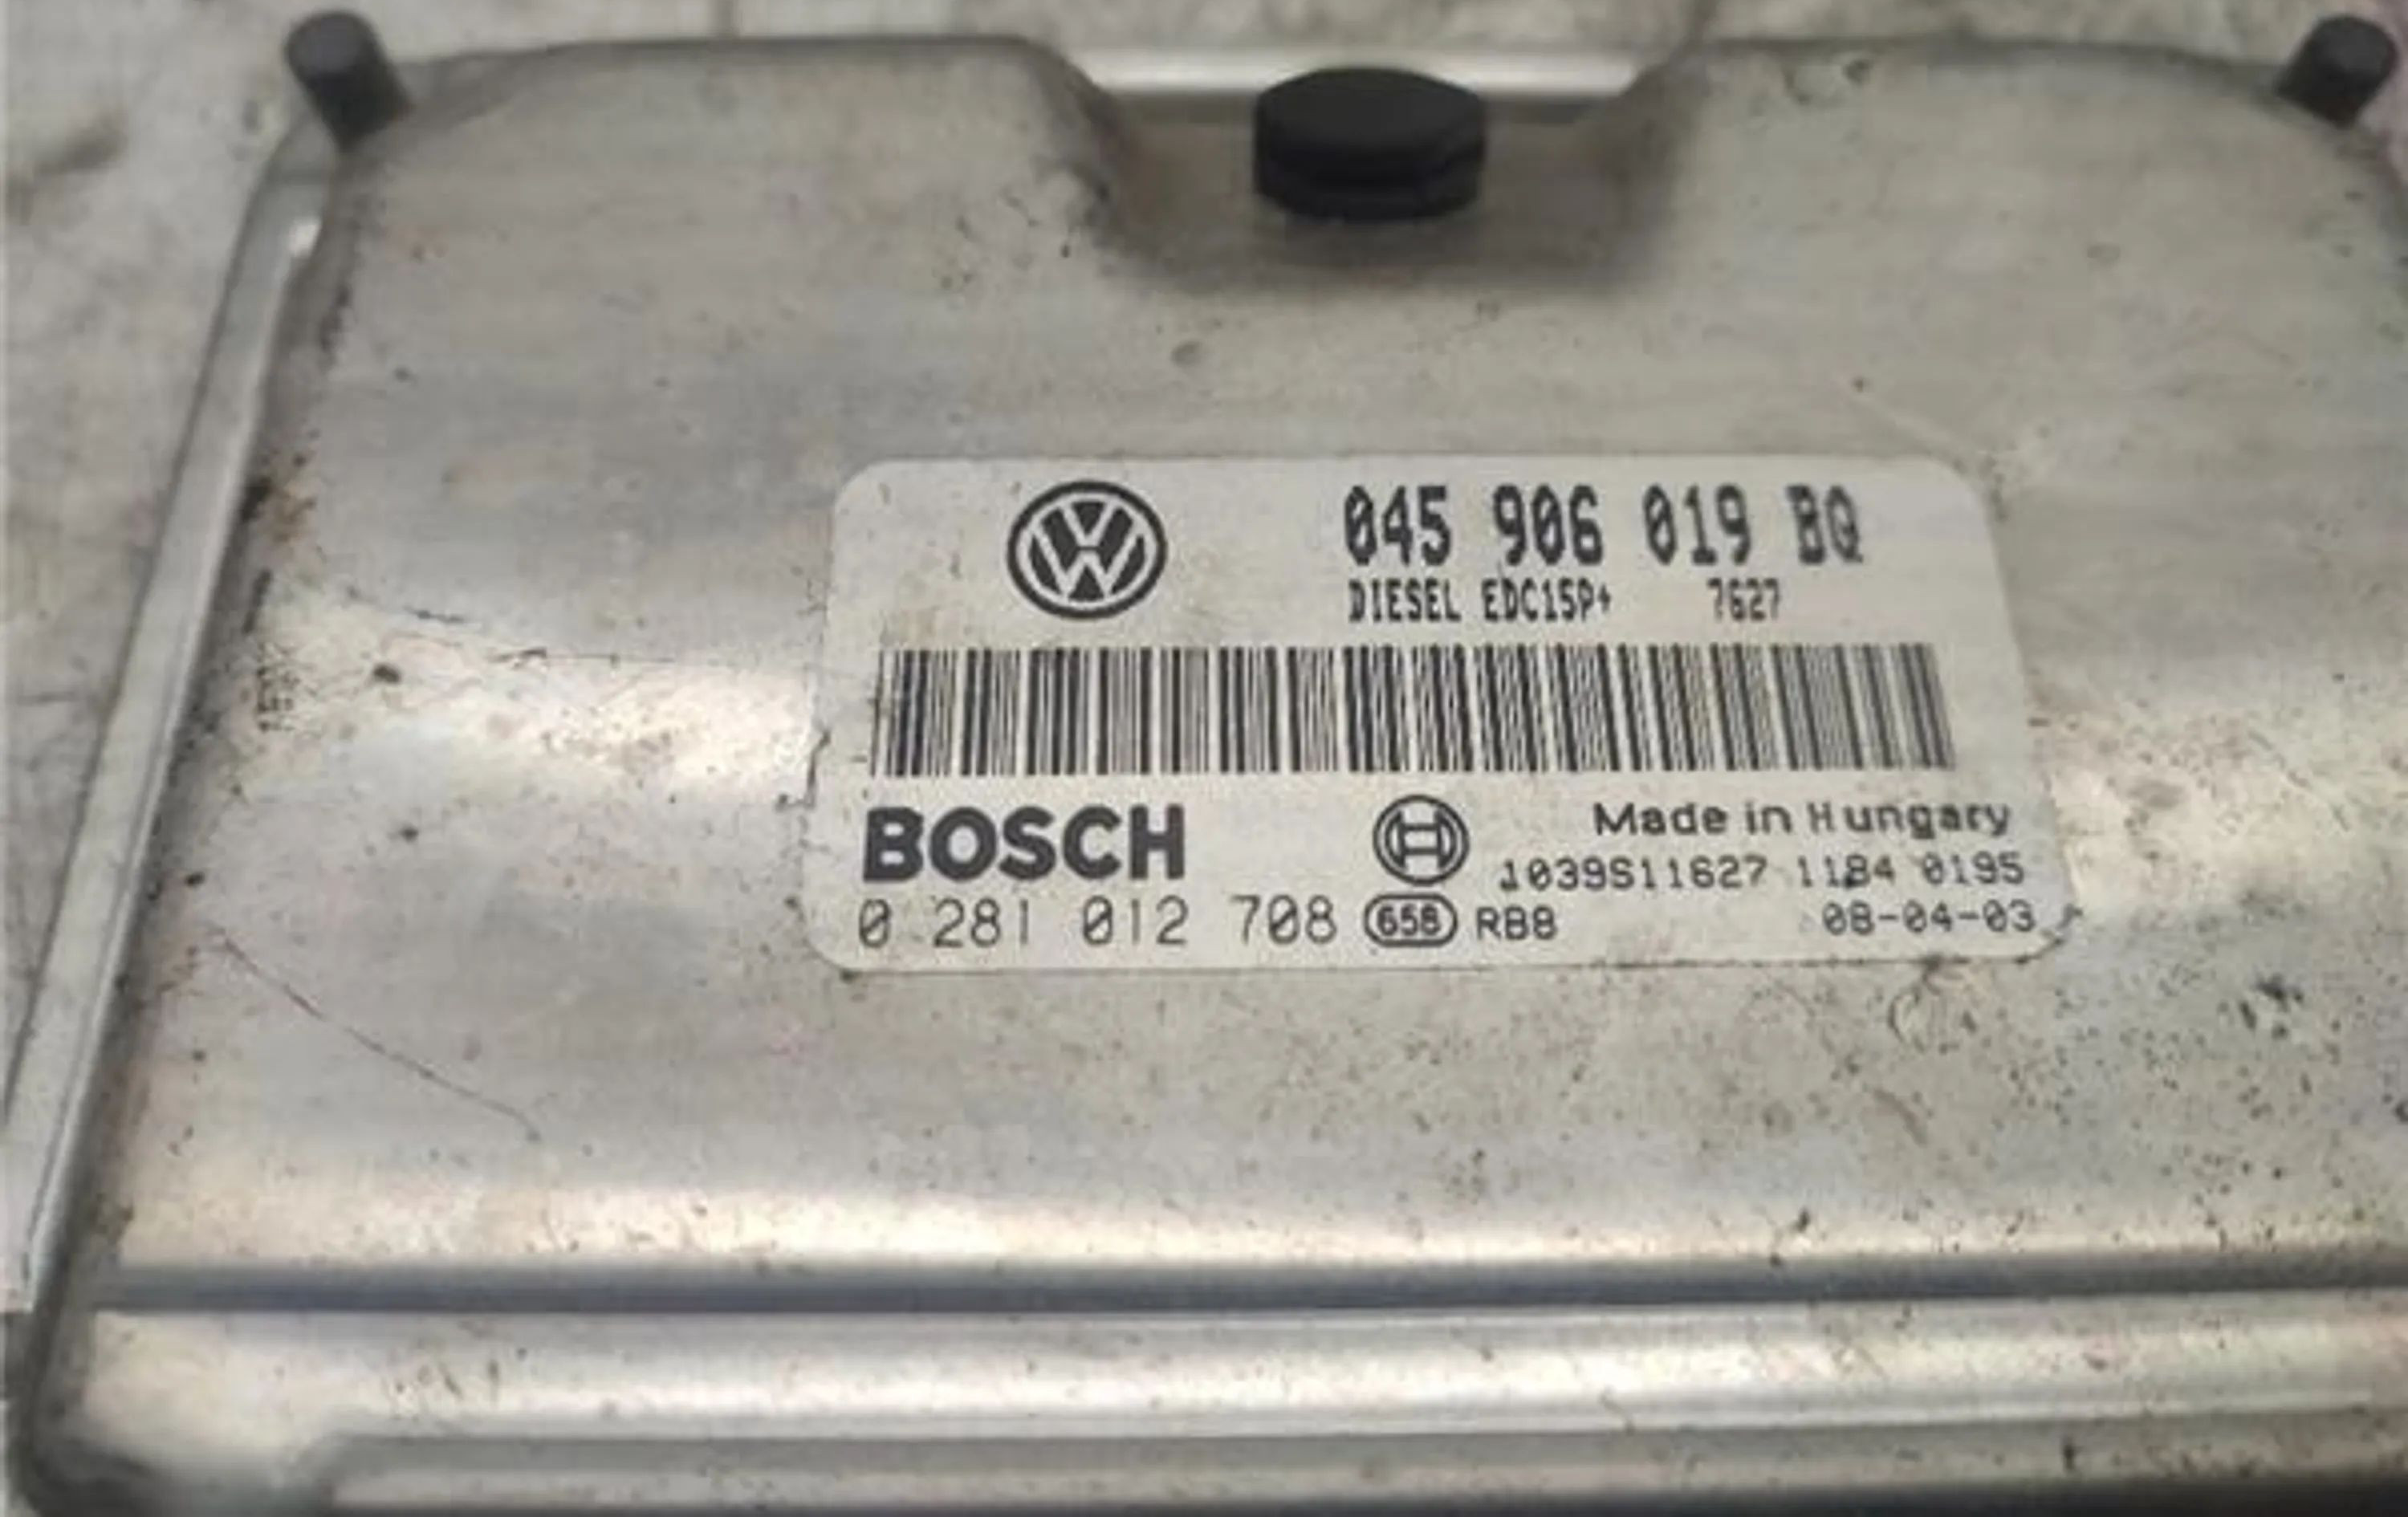 045 906 019 BQ
DIESEL EDC15P+ 7627
BOSCH
Made in Hungary
1039S11627 1184 0195
0 281 012 708 658 RB8 08-04-03